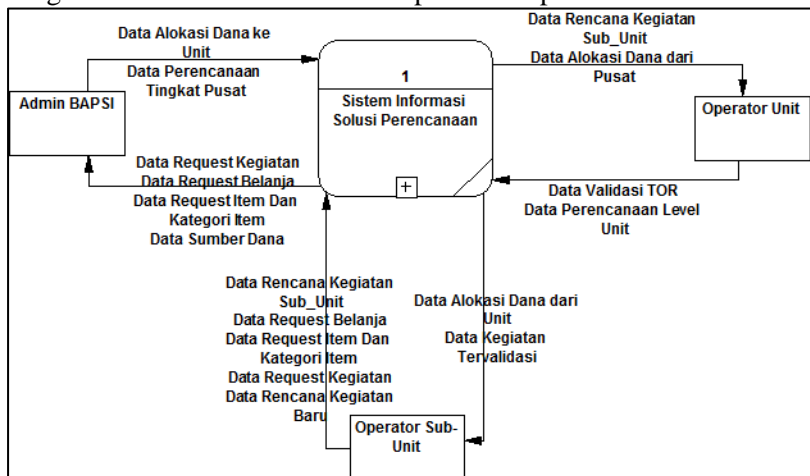 Data Alokasi Dana ke
Unit
Data Perencanaan
Tingkat Pusat
Admin BAPSI
Data Request Kegiatan
Data Request Belanja
Data Request Item Dan
Kategori Item
Data Sumber Dana
1
Sistem Informasi
Solusi Perencanaan
+
Data Rencana Kegiatan
Sub_Unit
Data Alokasi Dana dari
Pusat
Operator Unit
Data Validasi TOR
Data Perencanaan Level
Unit
Data Rencana Kegiatan
Sub_Unit
Data Request Belanja
Data Request Item Dan
Kategori Item
Data Request Kegiatan
Data Rencana Kegiatan
Baru
Data Alokasi Dana dari
Unit
Data Kegiatan
Tervalidasi
Operator Sub-
Unit